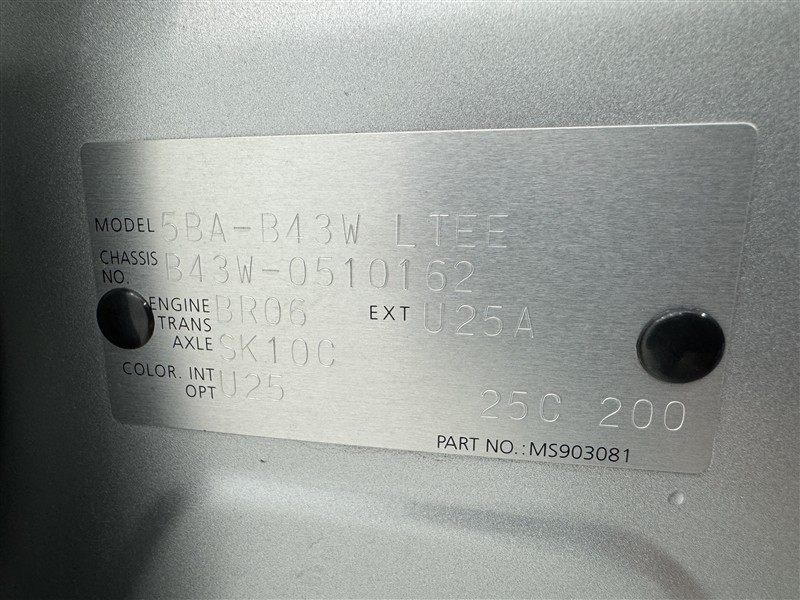 MODEL 5BA-B43W LTEE
CHASSIS NO. B43W-0510162
ENGINE BR06 EXT U25A
TRANS AXLE SK10C
COLOR. INT U25
OPT 25C 200
PART NO.: MS903081